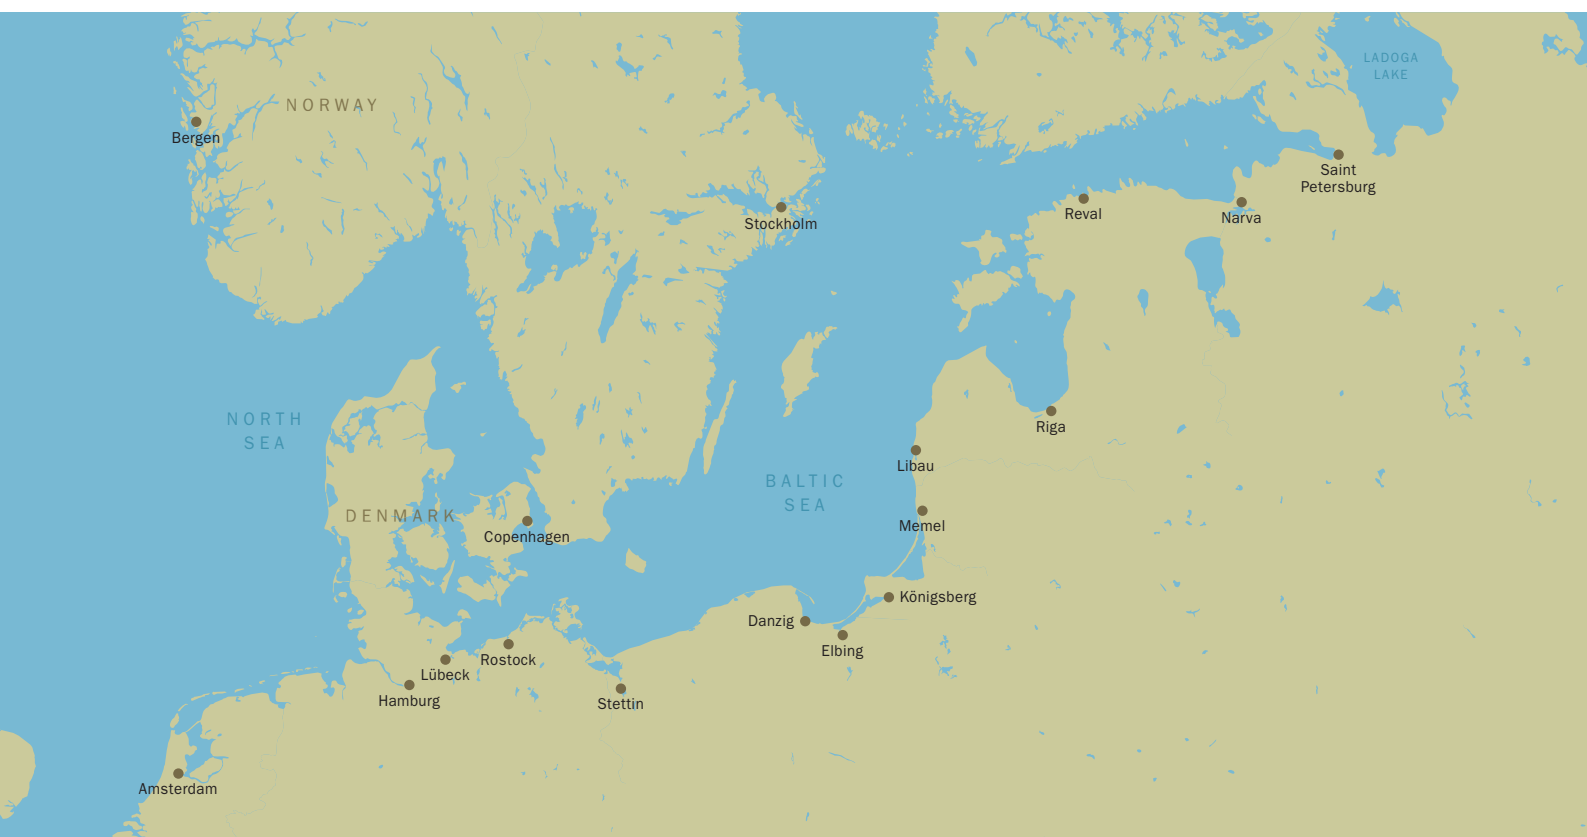 LADOGA
LAKE
NORWAY
Bergen
Saint
Petersburg
Stockholm
Reval
Narva
NORTH
SEA
Riga
Libau
BALTIC
SEA
DENMARK
Memel
Copenhagen
Königsberg
Danzig
Elbing
Rostock
Lübeck
Hamburg
Stettin
Amsterdam